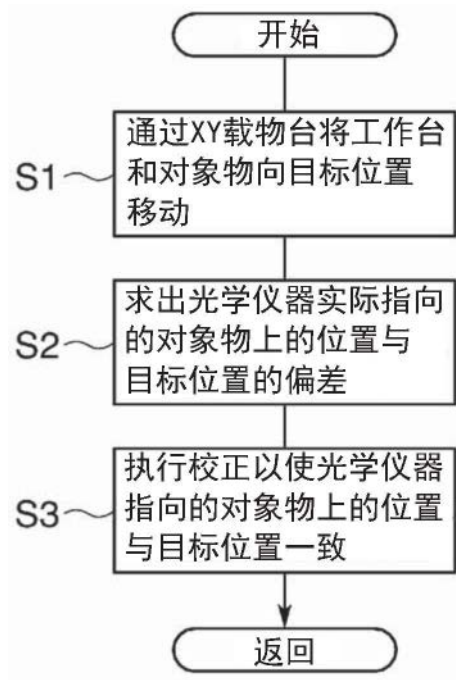 开始
S1
通过XY载物台将工作台
和对象物向目标位置
移动
S2
求出光学仪器实际指向
的对象物上的位置与
目标位置的偏差
S3
执行校正以使光学仪器
指向的对象物上的位置
与目标位置一致
返回